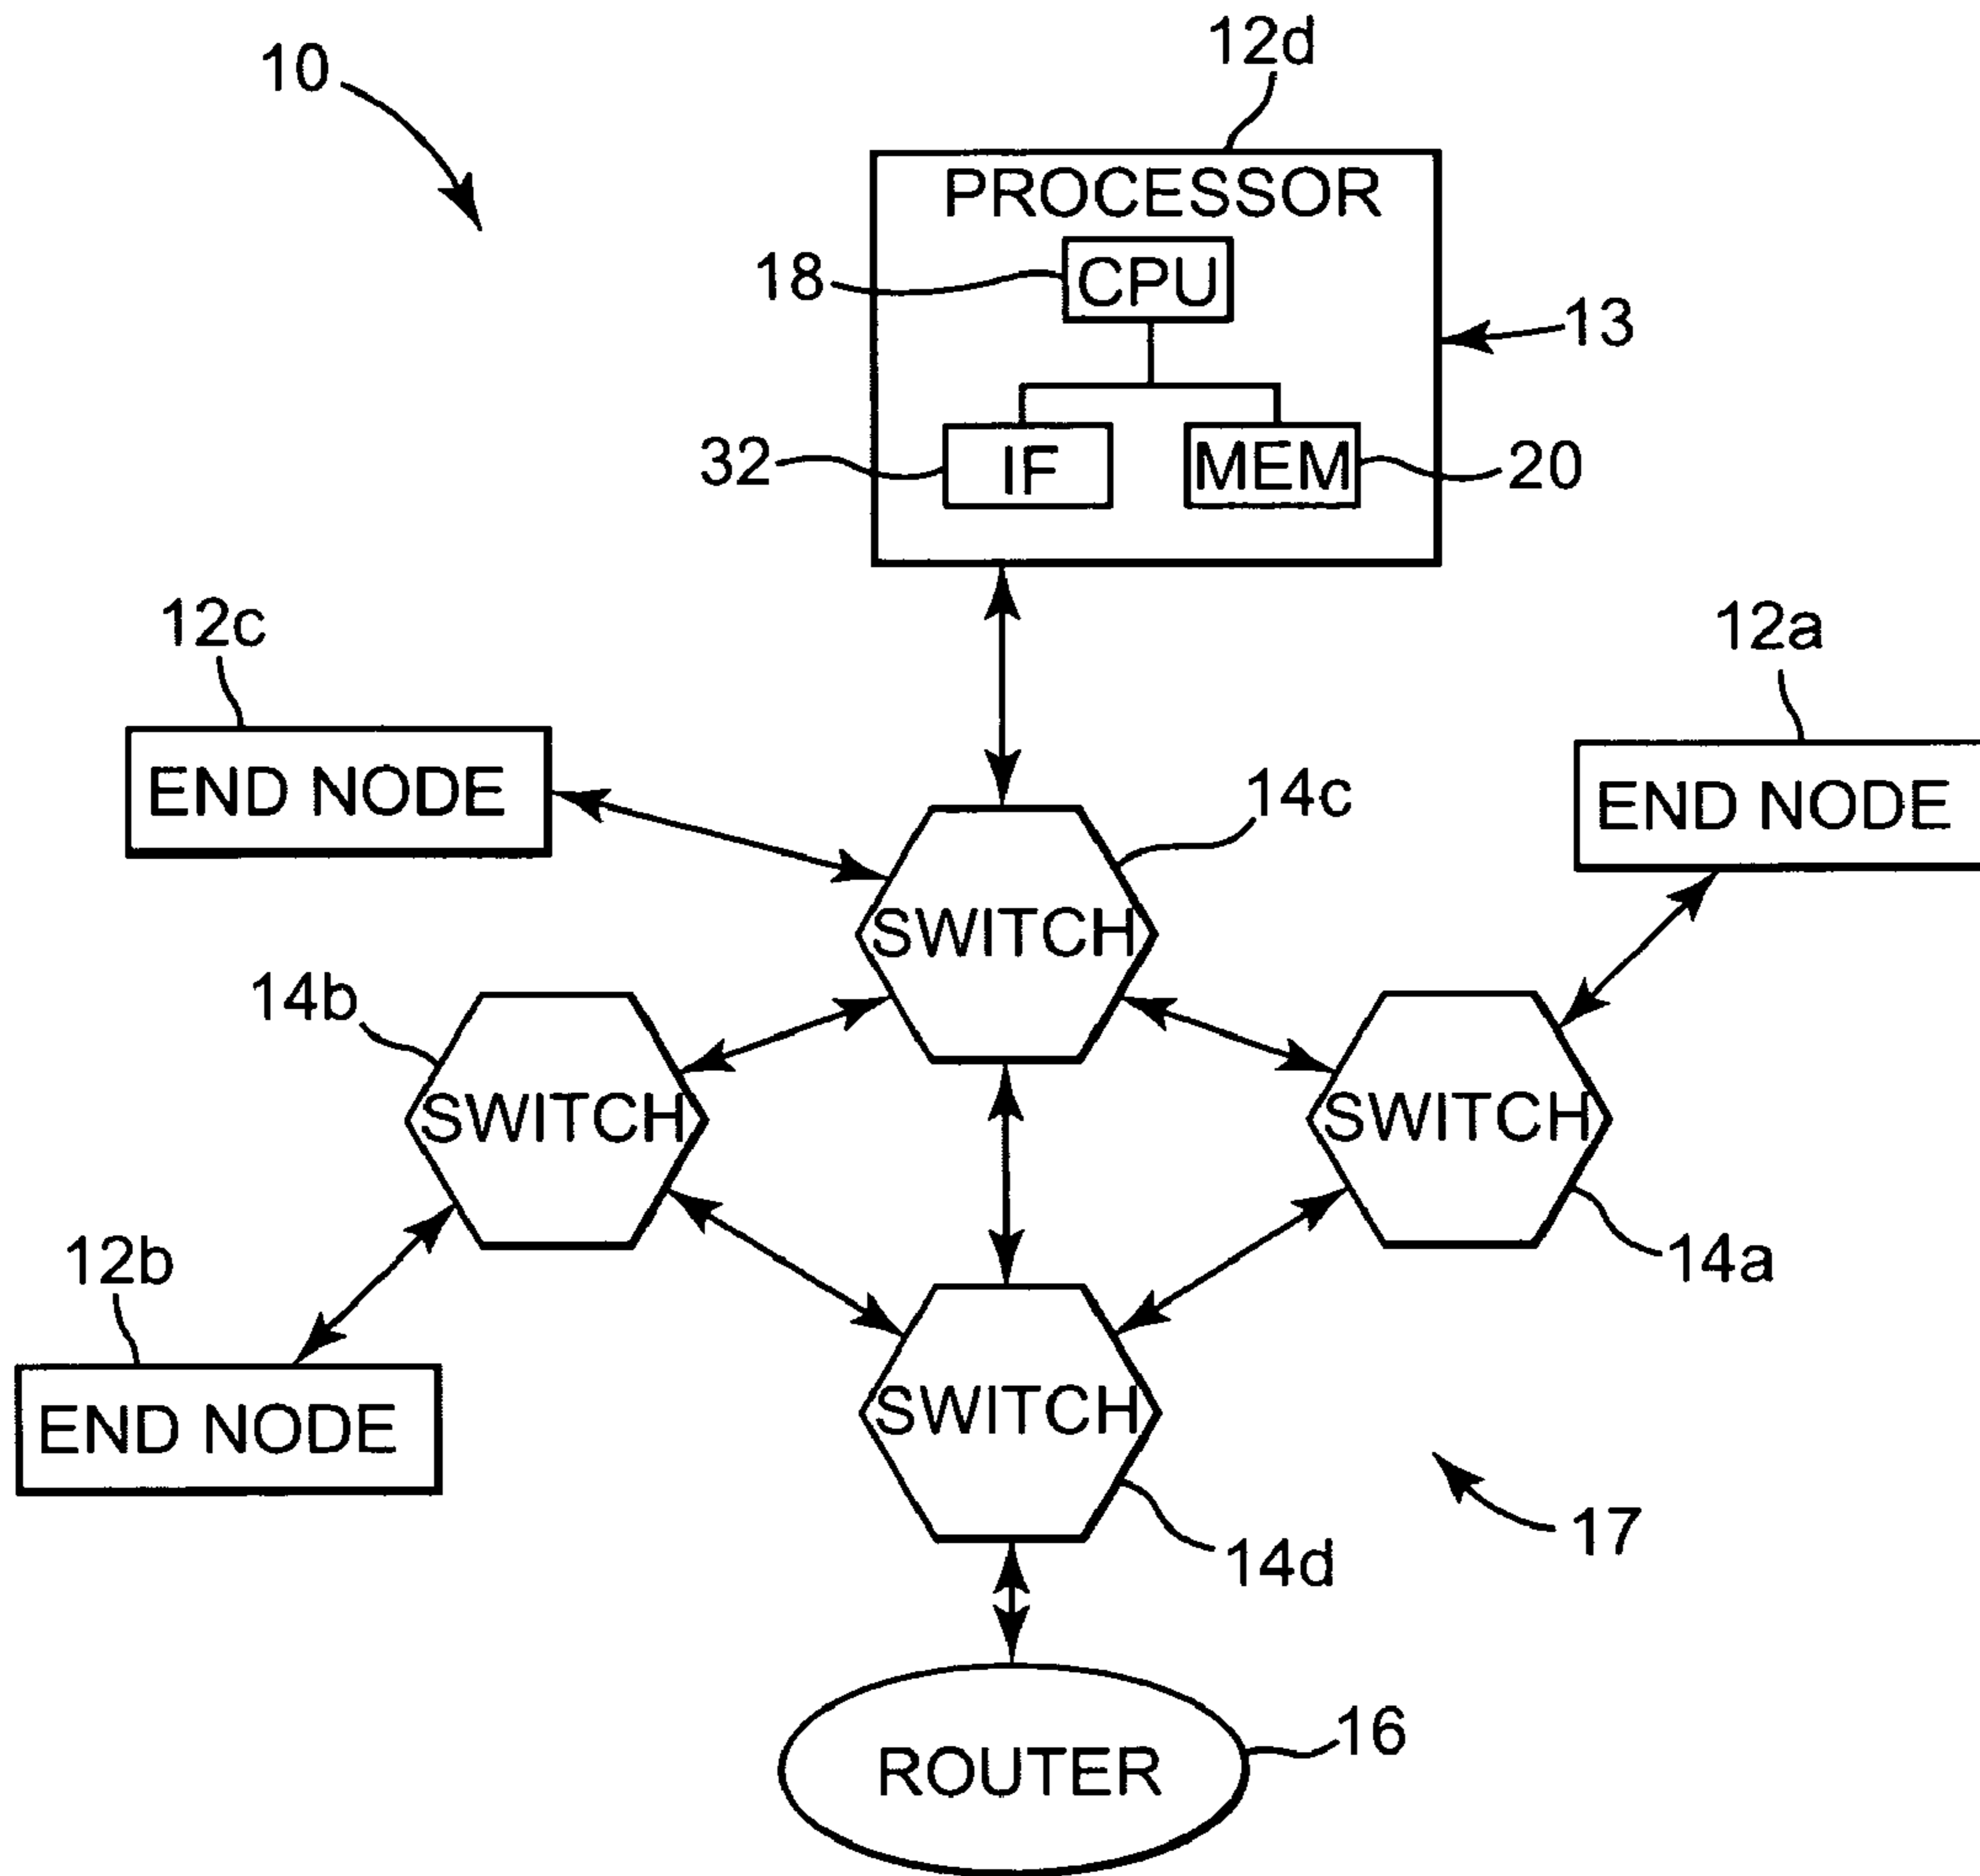 12d
10
PROCESSOR
18
CPU
13
32
IF
MEM
20
12c
12a
END NODE
14c
END NODE
SWITCH
14b
SWITCH
SWITCH
12b
14a
END NODE
SWITCH
17
14d
16
ROUTER